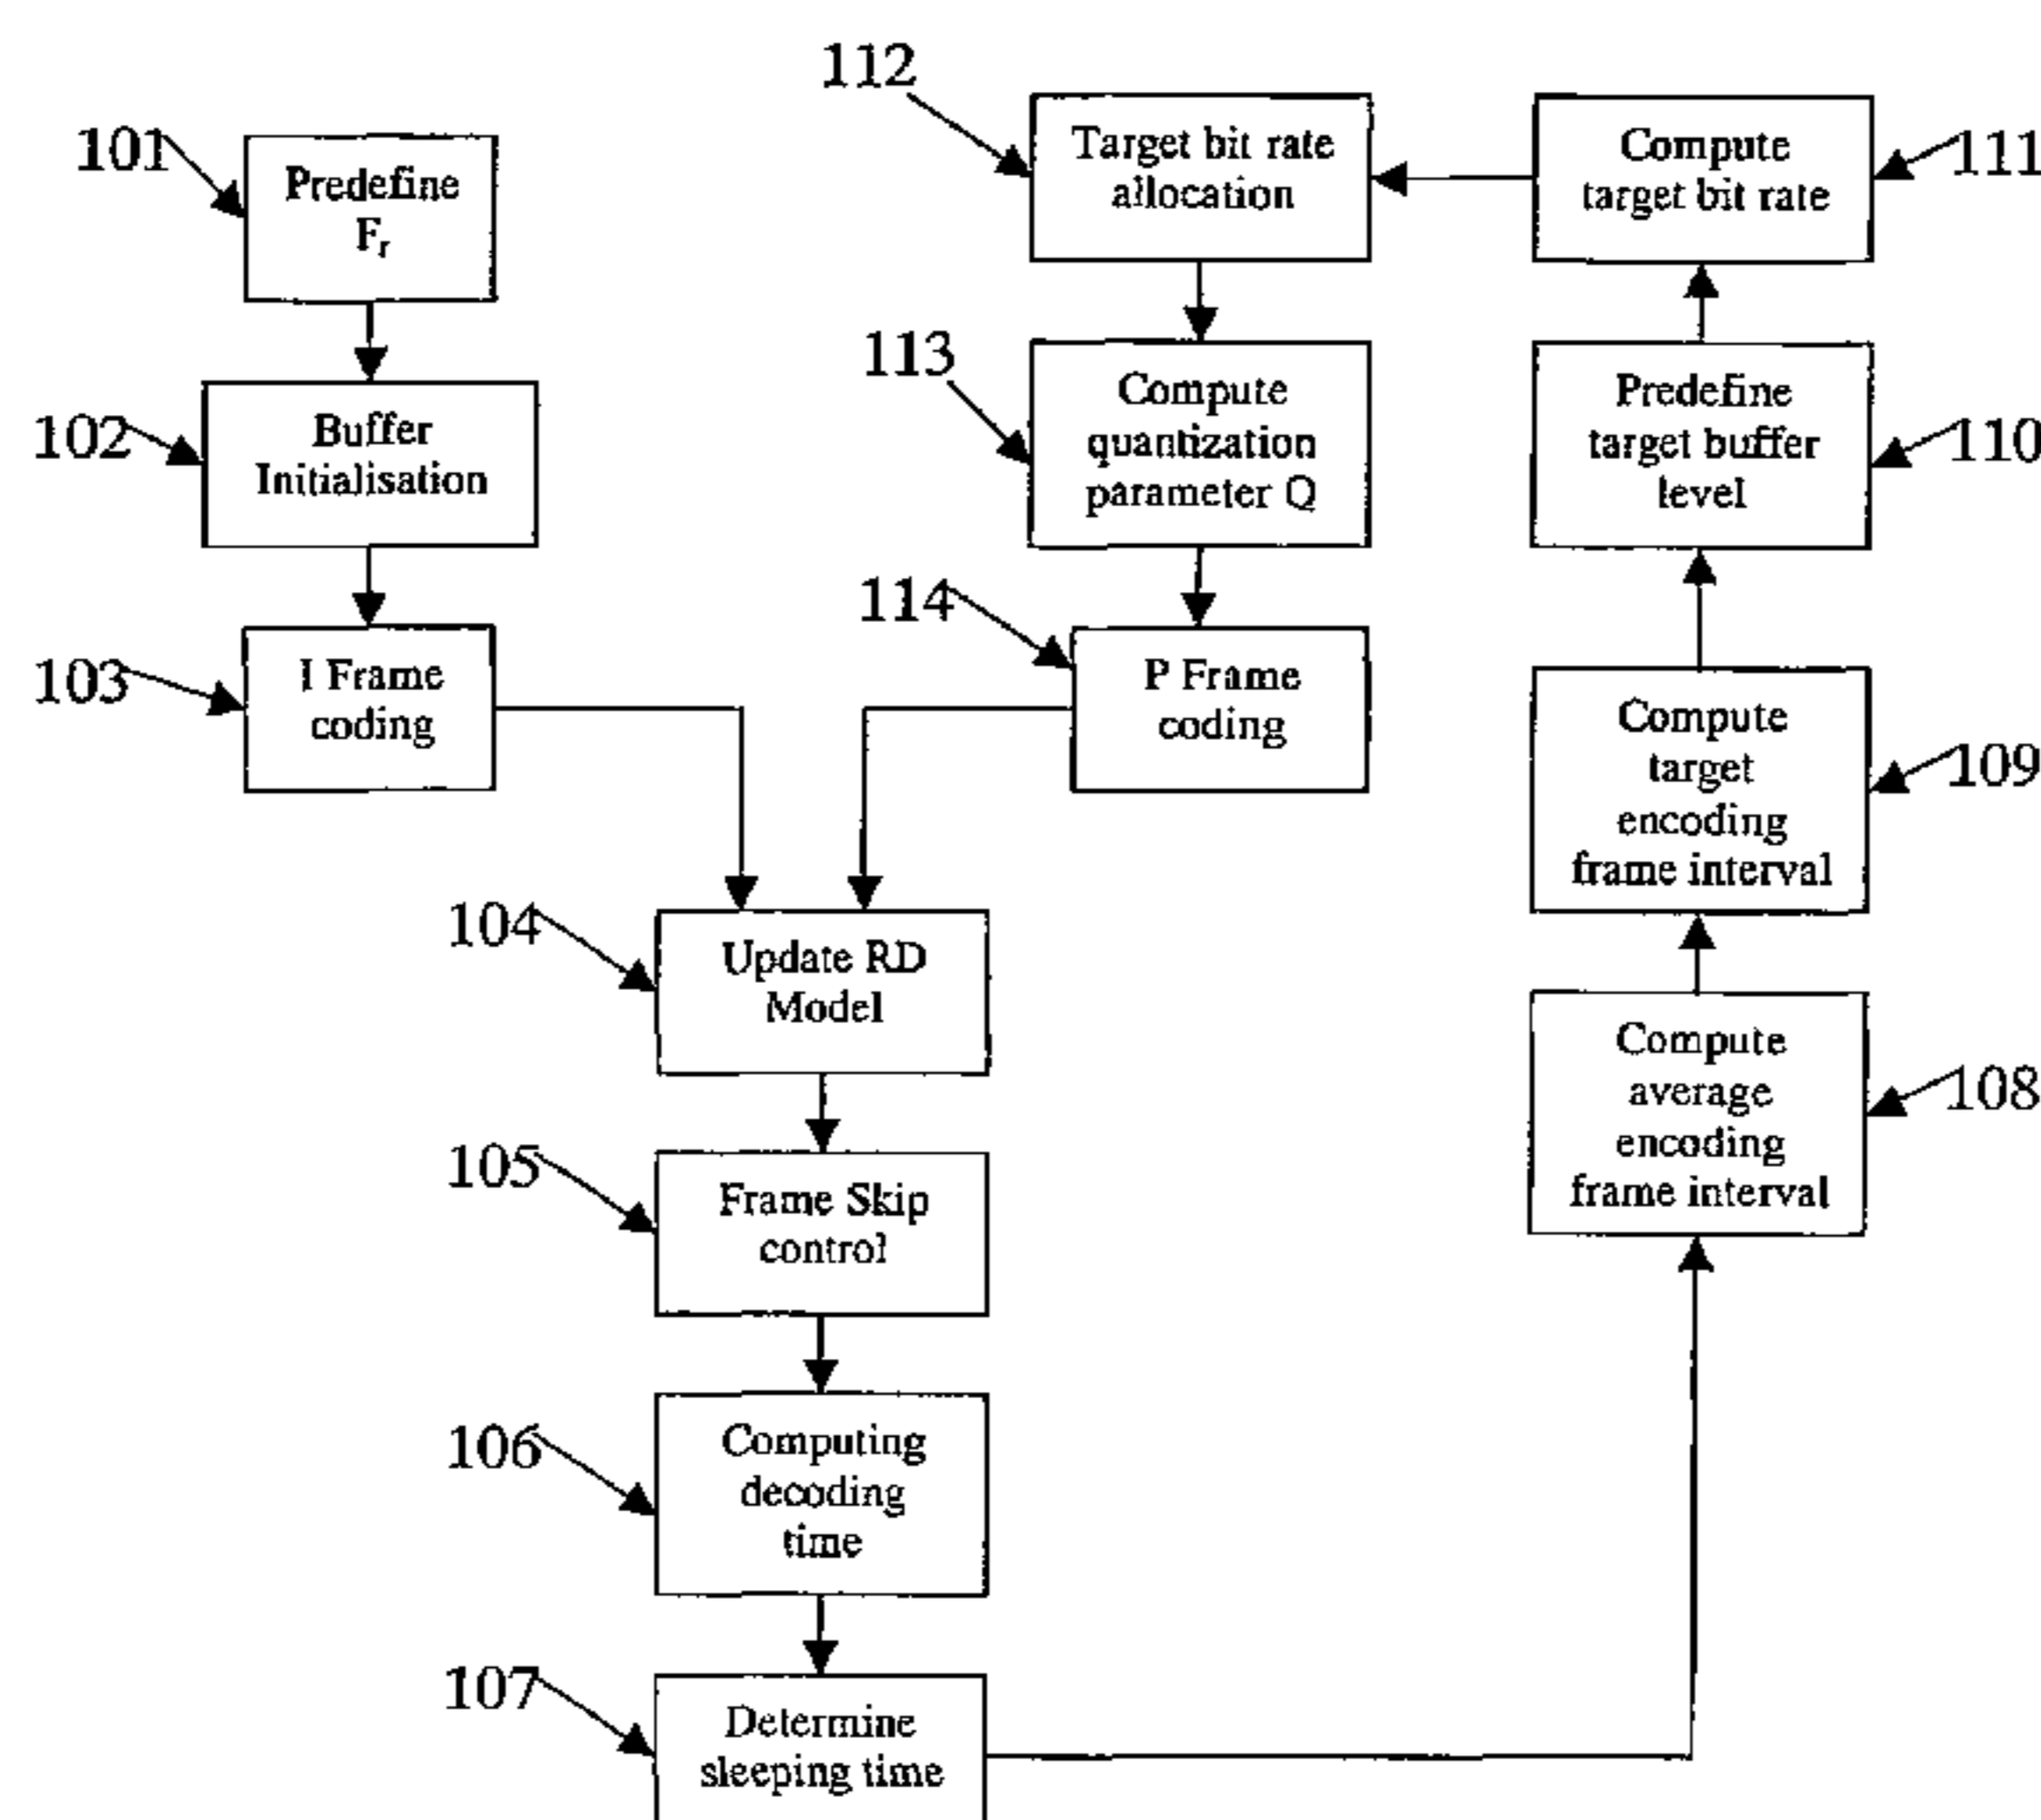 101
Predefine
Fr
102
Buffer
Initialisation
103
I Frame
coding
104
Update RD
Model
105
Frame Skip
control
106
Computing
decoding
time
107
Determine
sleeping time
108
Compute
average
encoding
frame interval
109
Compute
target
encoding
frame interval
110
Predefine
target buffer
level
111
Compute
target bit rate
112
Target bit rate
allocation
113
Compute
quantization
parameter Q
114
P Frame
coding